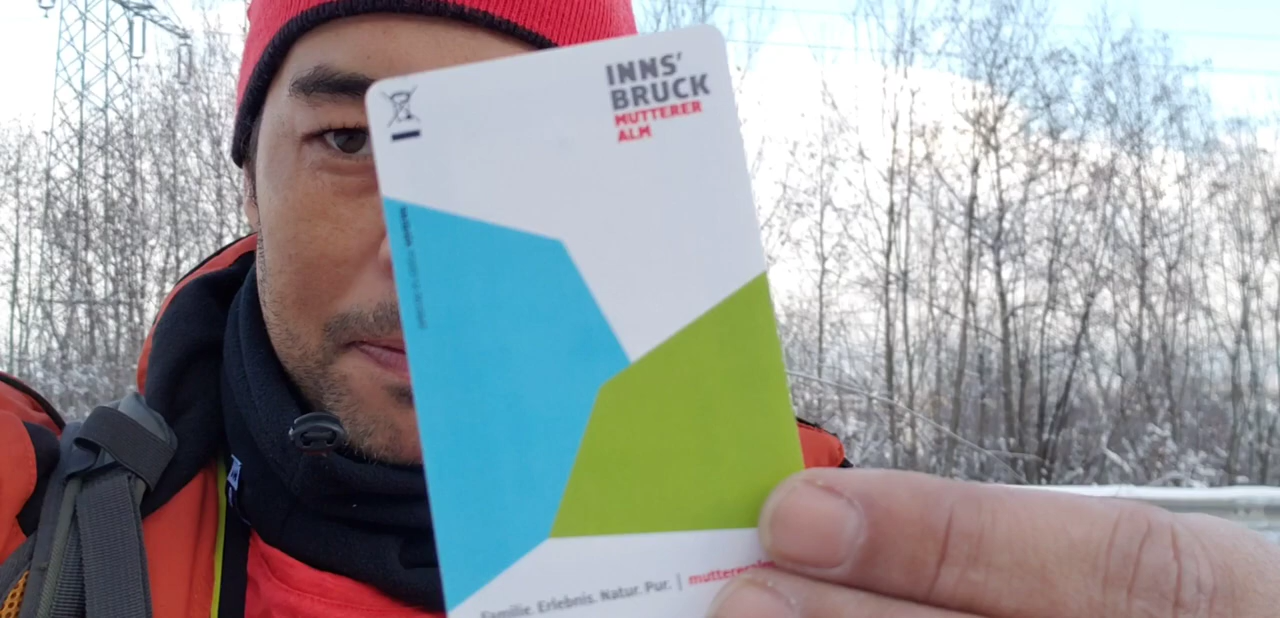 INNS'
BRUCK
MUTTERER
ALM
Familie. Erlebnis. Natur. Pur. | muttereralm